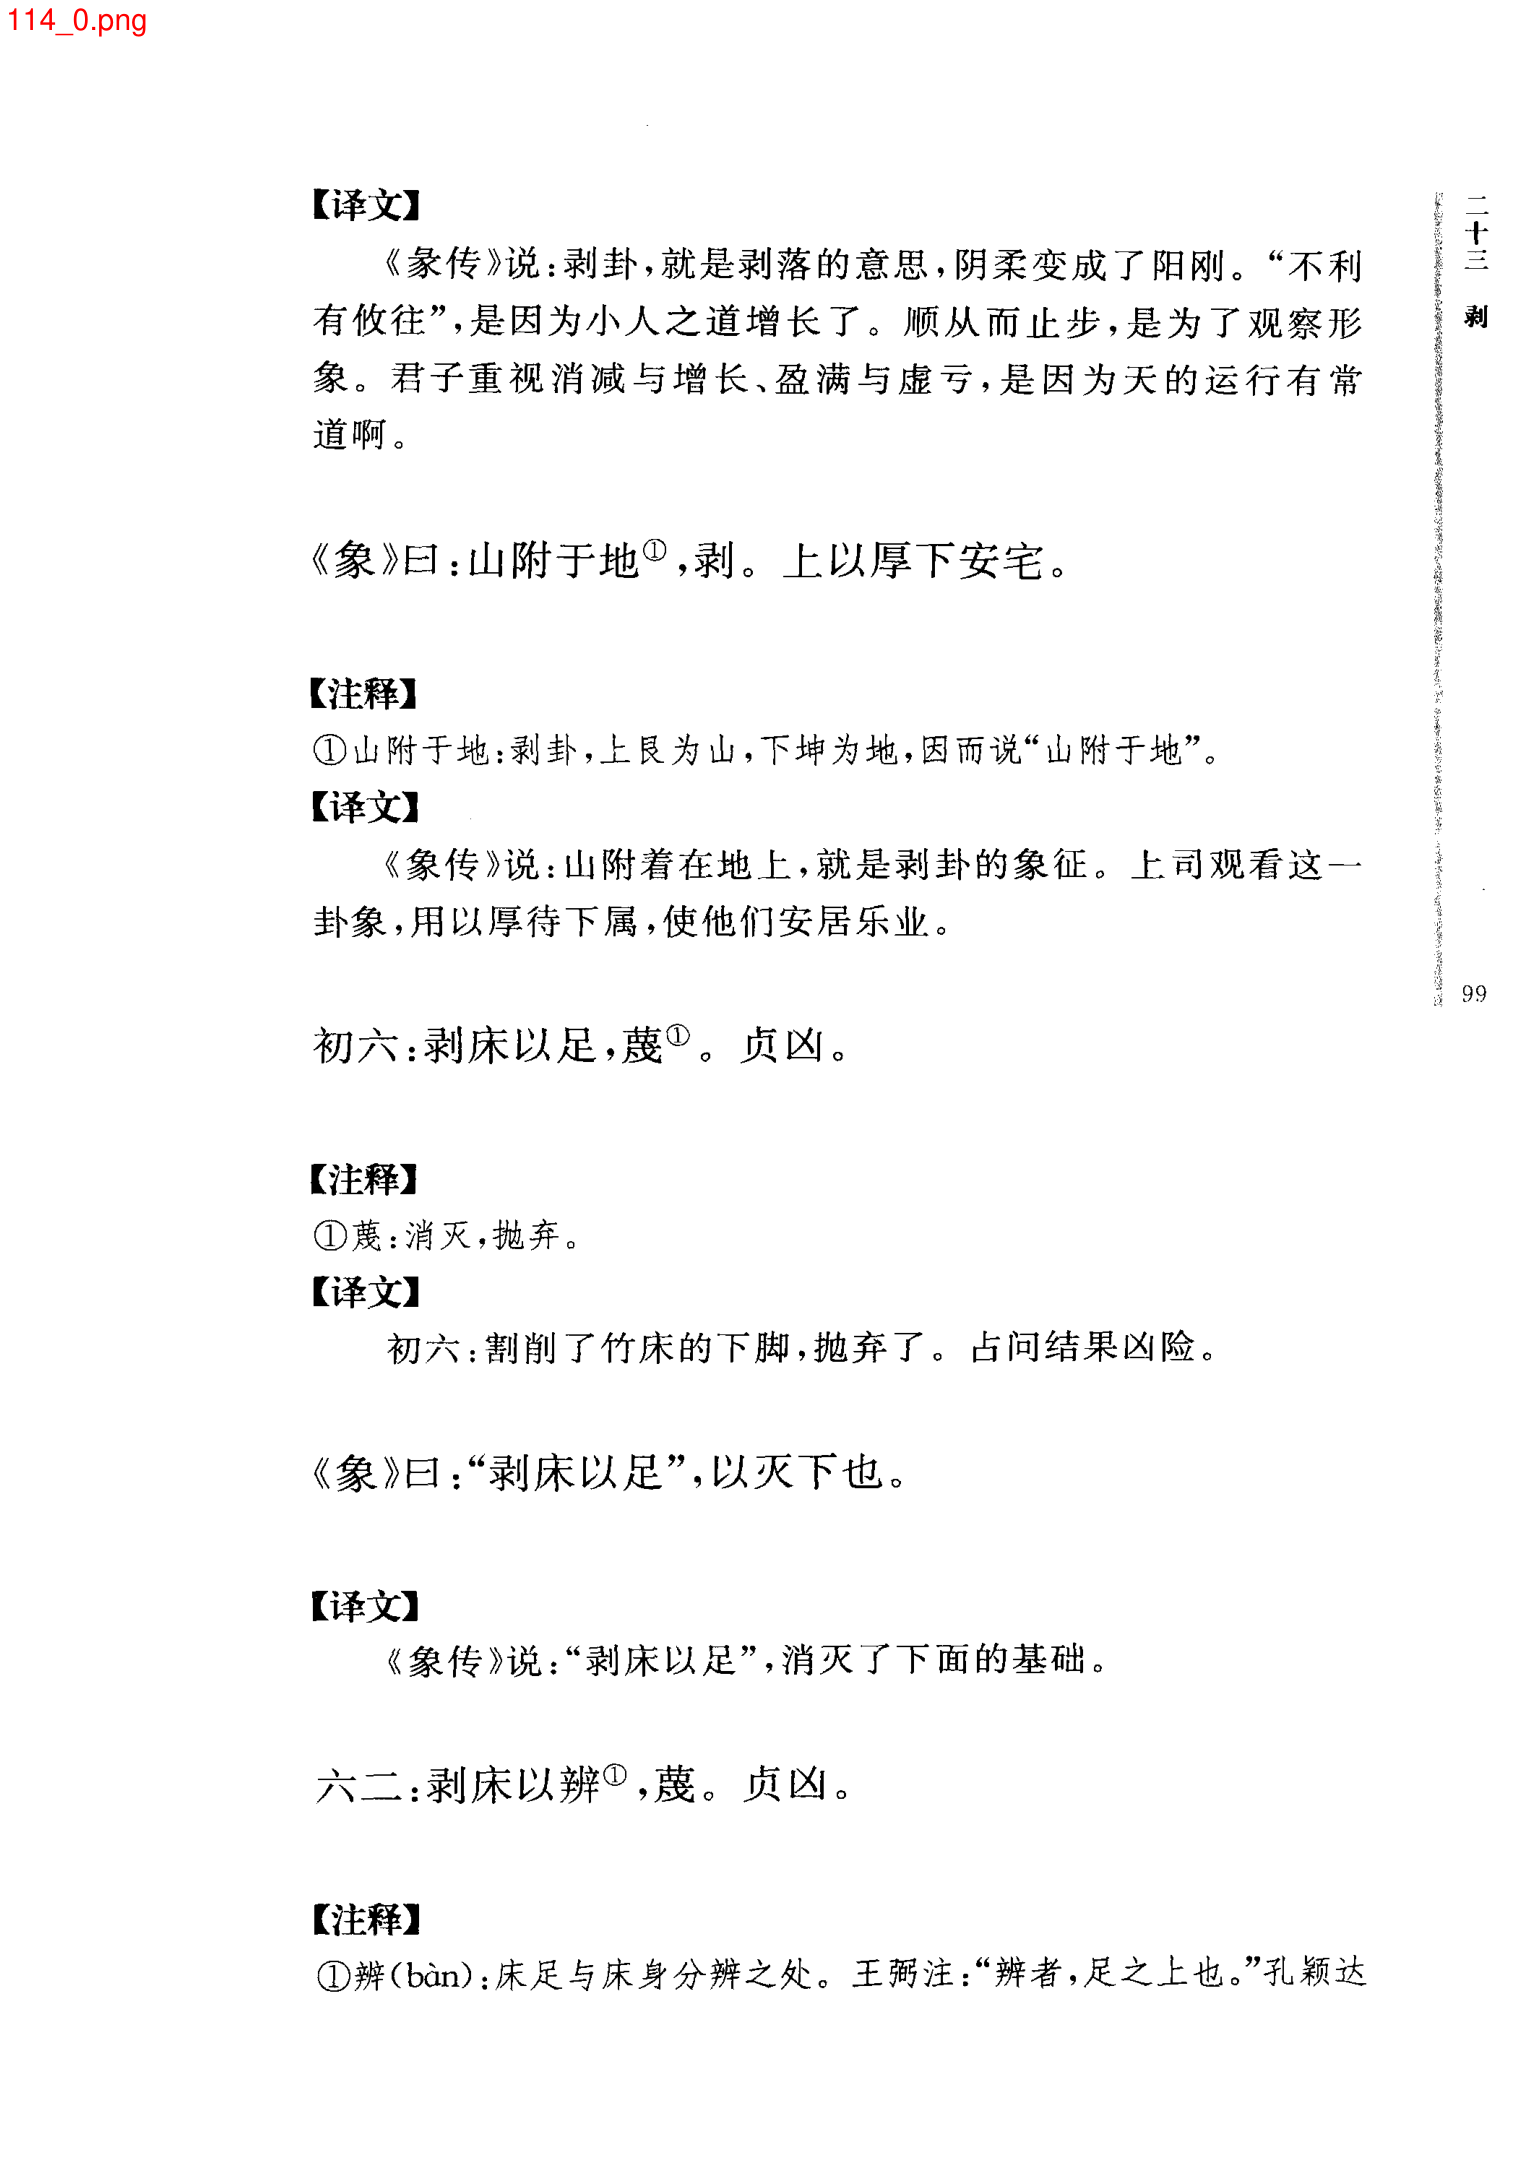 114_0.png
【译文】
《彖传》说:剥卦,就是剥落的意思,阴柔变成了阳刚。“不利
有攸往”,是因为小人之道增长了。顺从而止步,是为了观察形
象。君子重视消减与增长、盈满与虚亏,是因为天的运行有常
道啊。
《象》曰:山附于地①,剥。上以厚下安宅。
【注释】
①山附于地:剥卦,上艮为山,下坤为地,因而说“山附于地”。
【译文】
《象传》说:山附着在地上,就是剥卦的象征。上司观看这一
卦象,用以厚待下属,使他们安居乐业。
初六:剥床以足,蔑①。贞凶。
【注释】
①蔑:消灭,抛弃。
【译文】
初六:割削了竹床的下脚,抛弃了。占问结果凶险。
《象》曰:“剥床以足”,以灭下也。
【译文】
《象传》说:“剥床以足”,消灭了下面的基础。
六二:剥床以辨①,蔑。贞凶。
【注释】
①辨(bàn):床足与床身分辨之处。王弼注:“辨者,足之上也。”孔颖达
二十三 剥
99